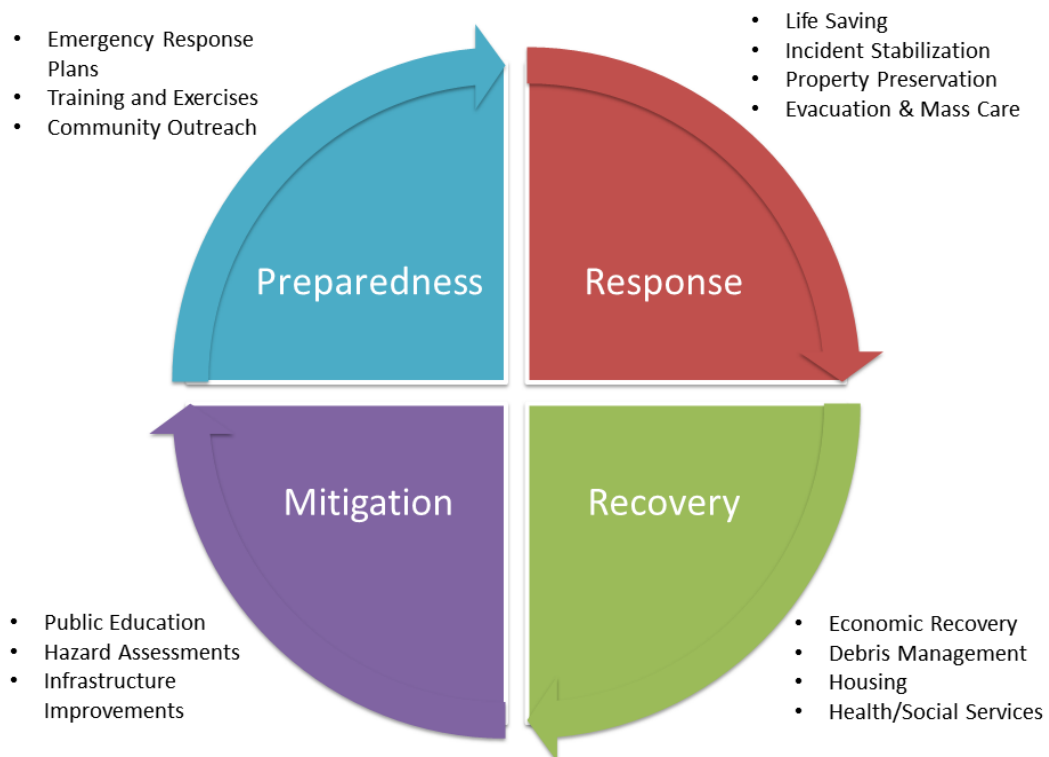 • Emergency Response
Plans
• Training and Exercises
• Community Outreach
• Life Saving
• Incident Stabilization
• Property Preservation
• Evacuation & Mass Care
Preparedness
Response
Mitigation
Recovery
• Public Education
• Hazard Assessments
• Infrastructure
Improvements
• Economic Recovery
• Debris Management
• Housing
• Health/Social Services